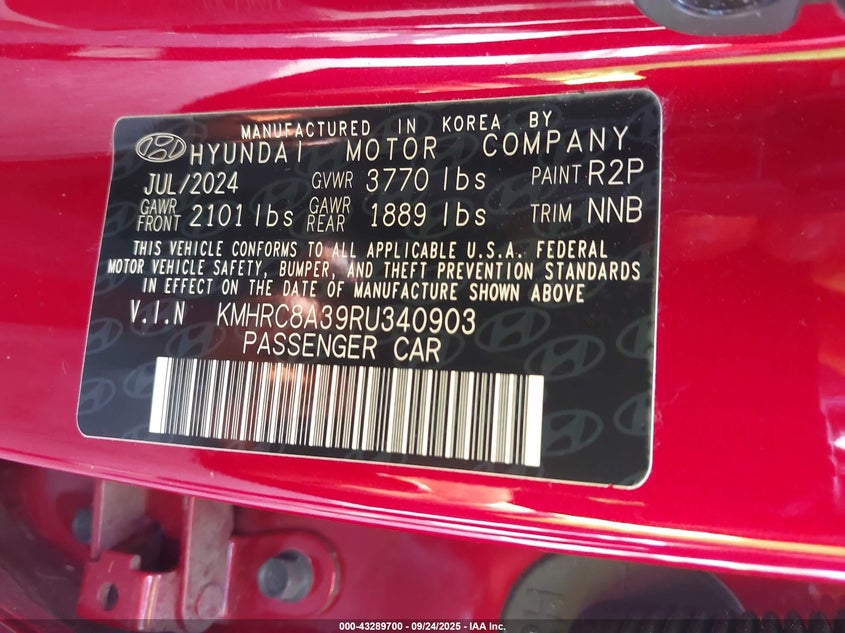 MANUFACTURED IN KOREA BY
HYUNDAI MOTOR COMPANY
JUL/2024 GVWR 3770 lbs PAINT R2P
GAWR FRONT 2101 lbs GAWR REAR 1889 lbs TRIM NNB
THIS VEHICLE CONFORMS TO ALL APPLICABLE U.S.A. FEDERAL
MOTOR VEHICLE SAFETY, BUMPER, AND THEFT PREVENTION STANDARDS
IN EFFECT ON THE DATE OF MANUFACTURE SHOWN ABOVE
V.I.N KMHRC8A39RU340903
PASSENGER CAR
000-43289700 - 09/24/2025 - IAA Inc.